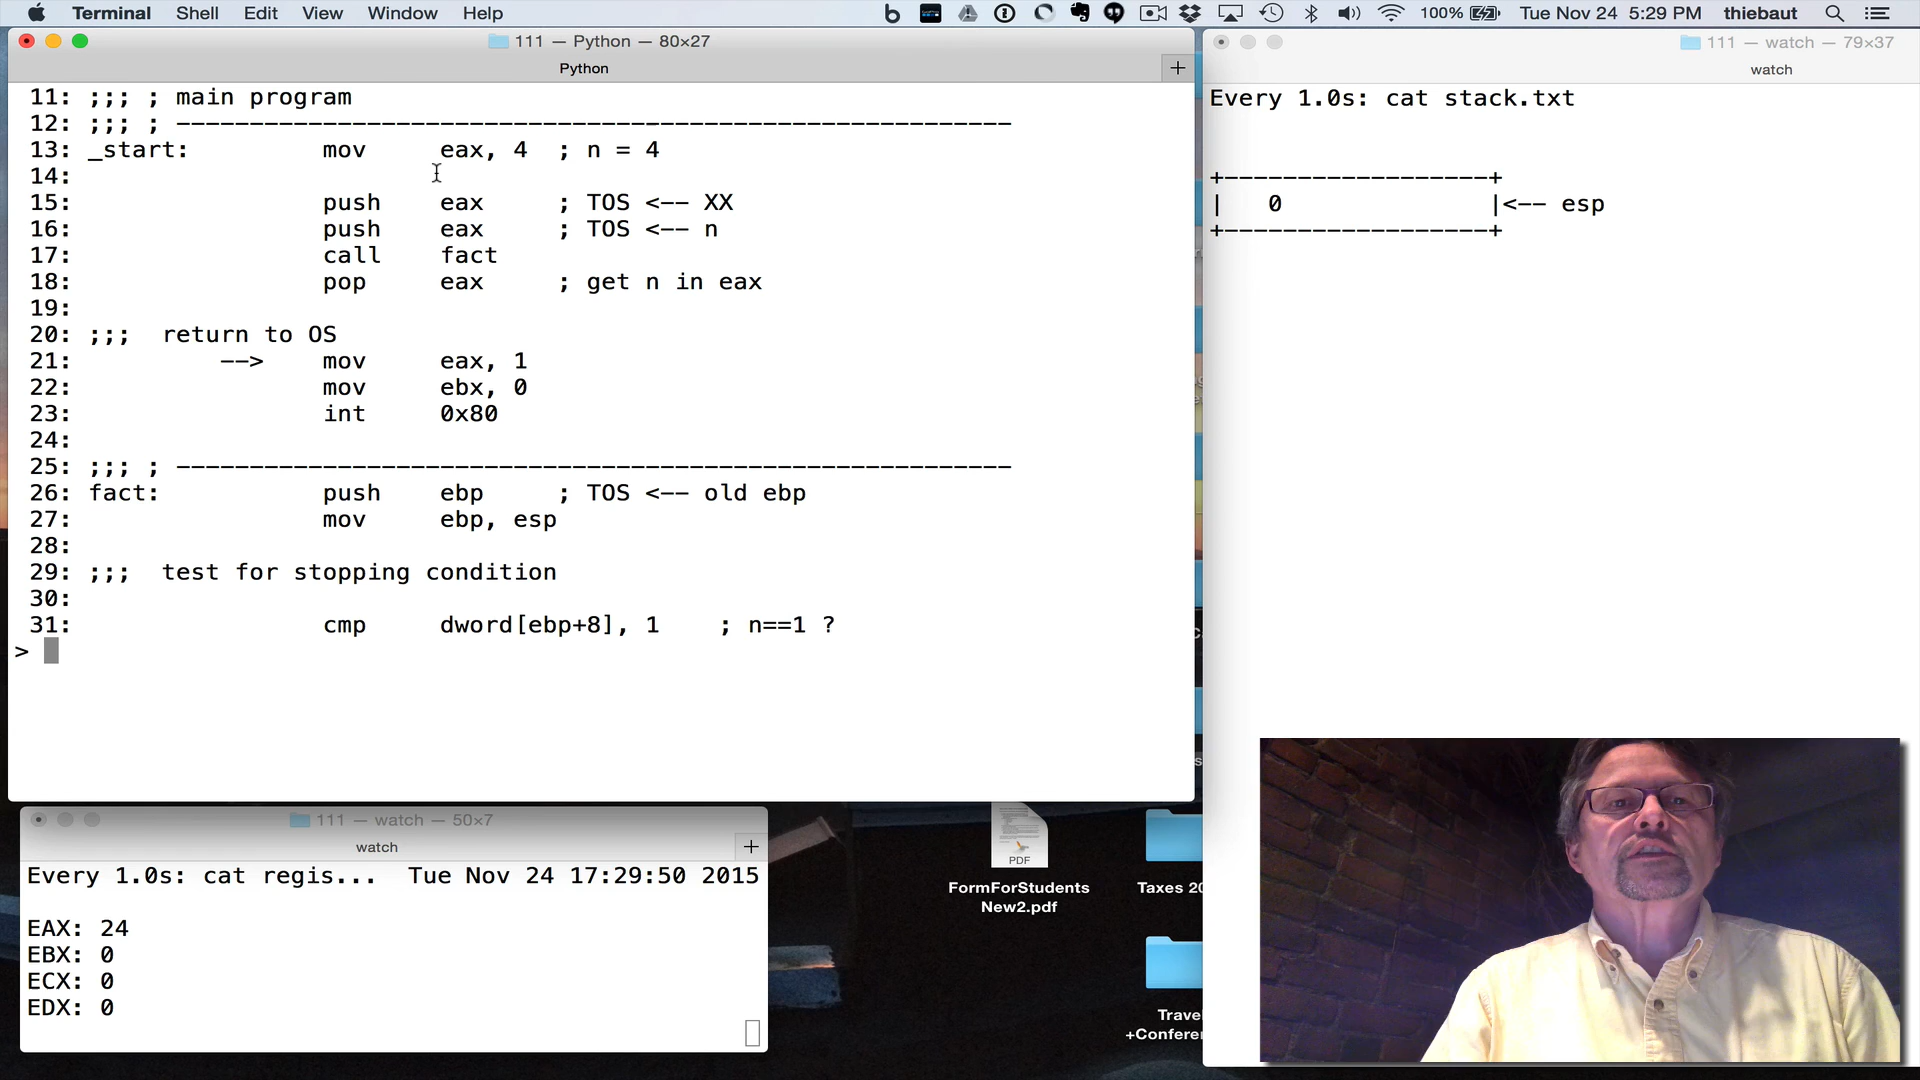 Terminal Shell Edit View Window Help 100% Tue Nov 24 5:29 PM thiebaut
111 — Python — 80×27
Python
11: ;;; ; main program
12: ;;; ; ---------------------------------------------------------
13: _start:         mov     eax, 4  ; n = 4
14:
15:                 push    eax     ; TOS <-- XX
16:                 push    eax     ; TOS <-- n
17:                 call    fact
18:                 pop     eax     ; get n in eax
19:
20: ;;;  return to OS
21:          -->    mov     eax, 1
22:                 mov     ebx, 0
23:                 int     0x80
24:
25: ;;; ; ---------------------------------------------------------
26: fact:           push    ebp     ; TOS <-- old ebp
27:                 mov     ebp, esp
28:
29: ;;;  test for stopping condition
30:
31:                 cmp     dword[ebp+8], 1    ; n==1 ?
>
111 — watch — 79×37
watch
Every 1.0s: cat stack.txt
+------------------+
|   0              |<-- esp
+------------------+
111 — watch — 50×7
watch
Every 1.0s: cat regis...  Tue Nov 24 17:29:50 2015
EAX: 24
EBX: 0
ECX: 0
EDX: 0
PDF
FormForStudents
New2.pdf
Taxes 20
Travel
+Conferen